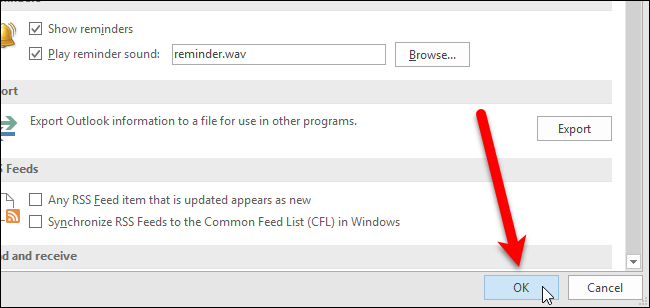 Show reminders
Play reminder sound: reminder.wav Browse...
Export Outlook information to a file for use in other programs.
Export
Feeds
Any RSS Feed item that is updated appears as new
Synchronize RSS Feeds to the Common Feed List (CFL) in Windows
and receive
OK Cancel